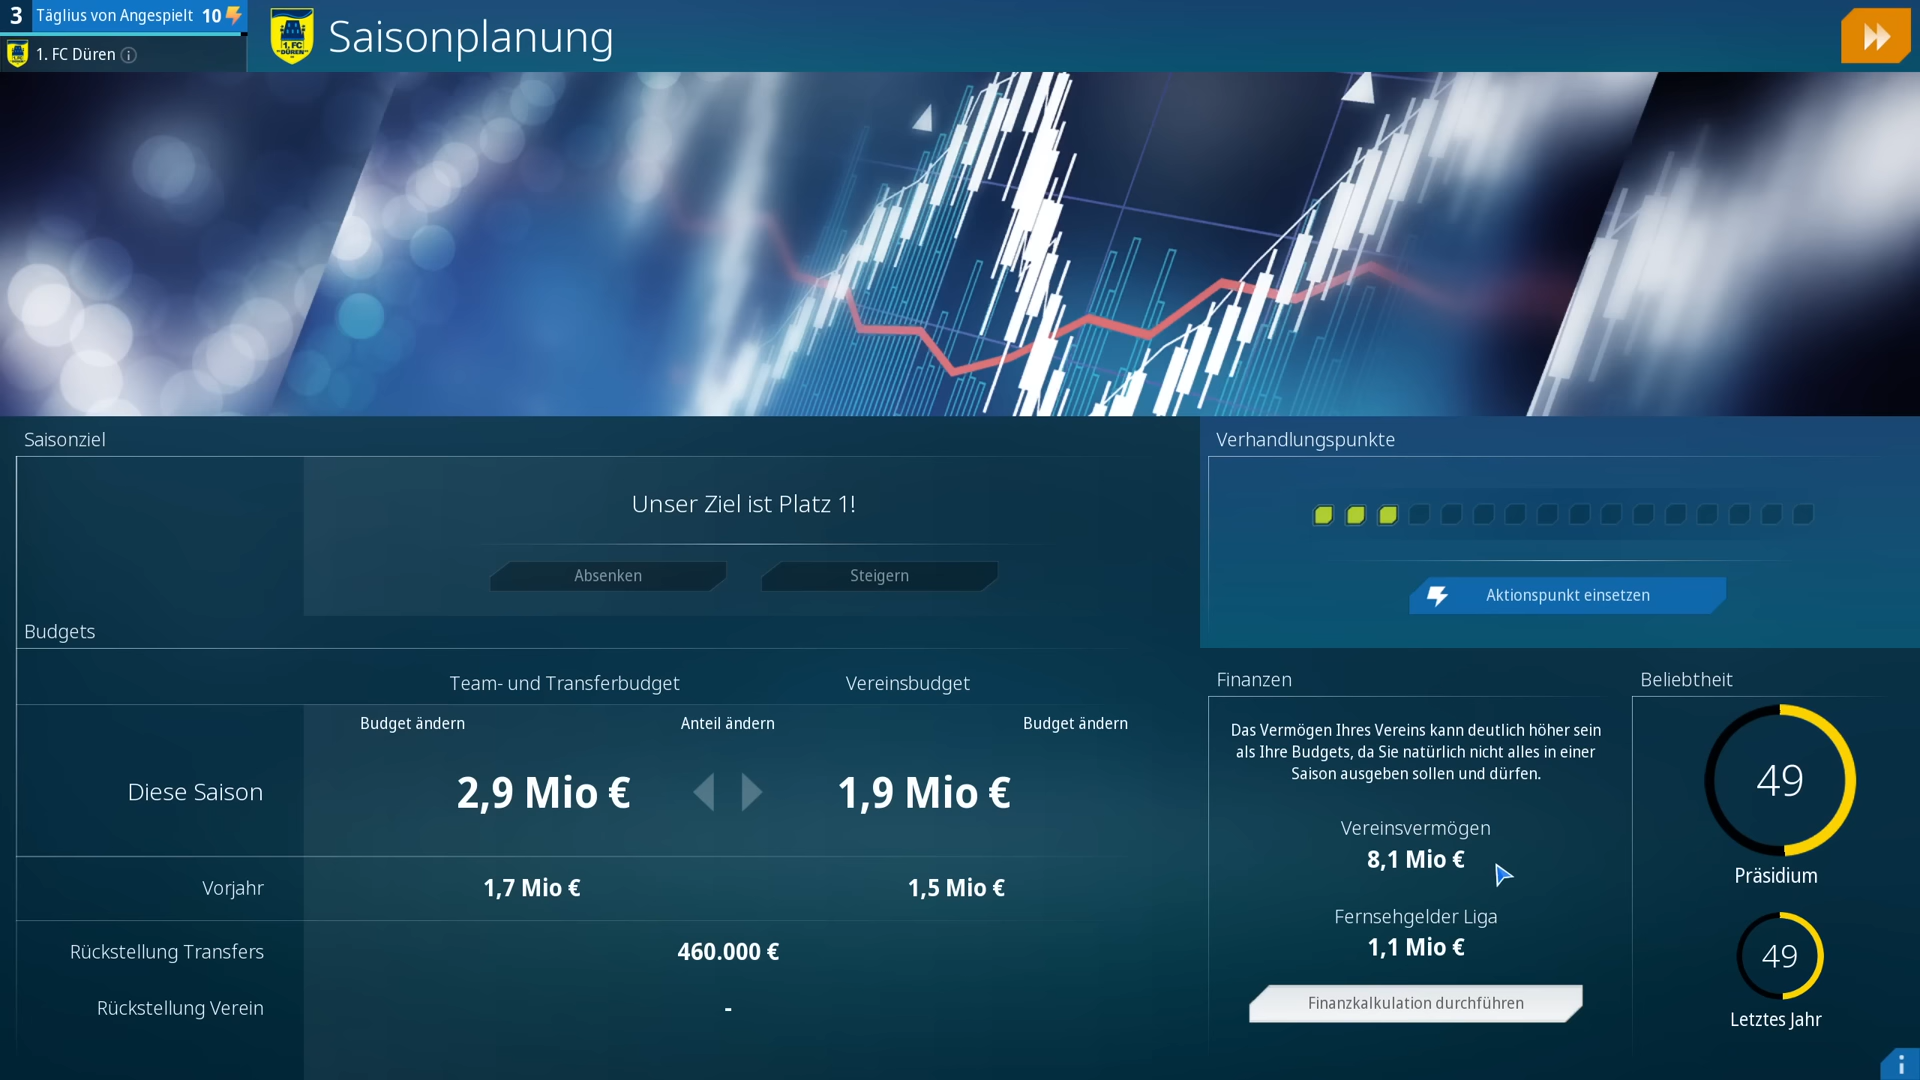 3 Täglius von Angespielt 10
1. FC Düren
1. FC DÜREN
Saisonplanung
Saisonziel
Unser Ziel ist Platz 1!
Absenken Steigern
Verhandlungspunkte
Aktionspunkt einsetzen
Budgets
Team- und Transferbudget Vereinsbudget
Budget ändern Anteil ändern Budget ändern
Diese Saison 2,9 Mio € 1,9 Mio €
Vorjahr 1,7 Mio € 1,5 Mio €
Rückstellung Transfers 460.000 €
Rückstellung Verein -
Finanzen
Das Vermögen Ihres Vereins kann deutlich höher sein
als Ihre Budgets, da Sie natürlich nicht alles in einer
Saison ausgeben sollen und dürfen.
Vereinsvermögen
8,1 Mio €
Fernsehgelder Liga
1,1 Mio €
Finanzkalkulation durchführen
Beliebtheit
49
Präsidium
49
Letztes Jahr
i